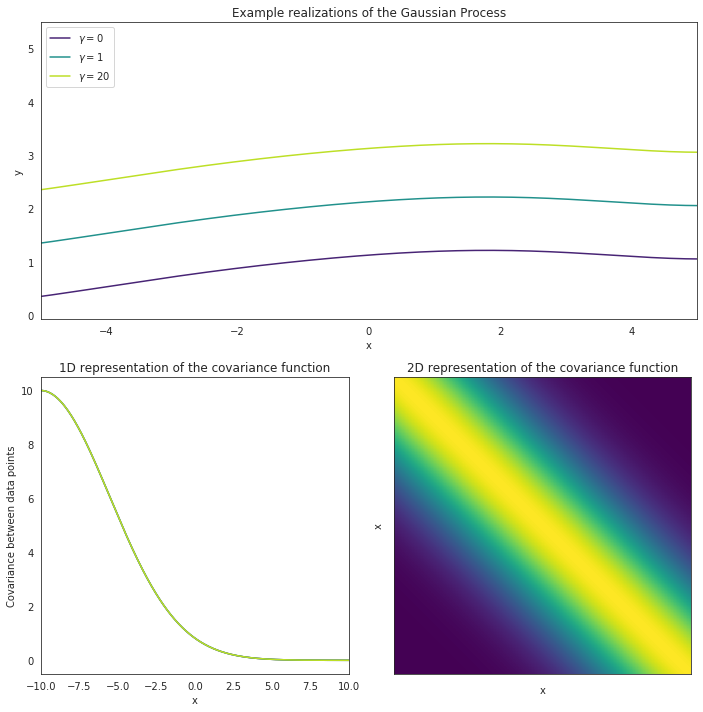 Example realizations of the Gaussian Process
γ = 0
γ = 1
γ = 20
5
4
3
2
1
0
y
−4
−2
0
2
4
x
1D representation of the covariance function
2D representation of the covariance function
10
8
6
4
2
0
Covariance between data points
−10.0
−7.5
−5.0
−2.5
0.0
2.5
5.0
7.5
10.0
x
x
x